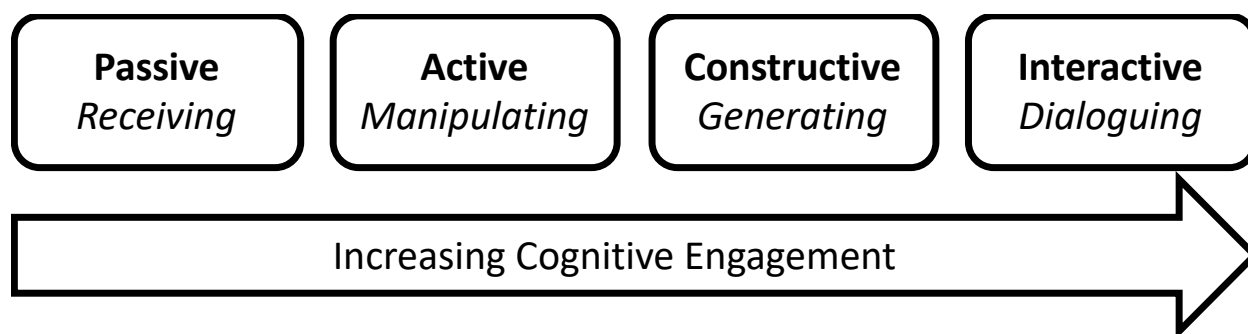 Passive
Receiving
Active
Manipulating
Constructive
Generating
Interactive
Dialoguing
Increasing Cognitive Engagement